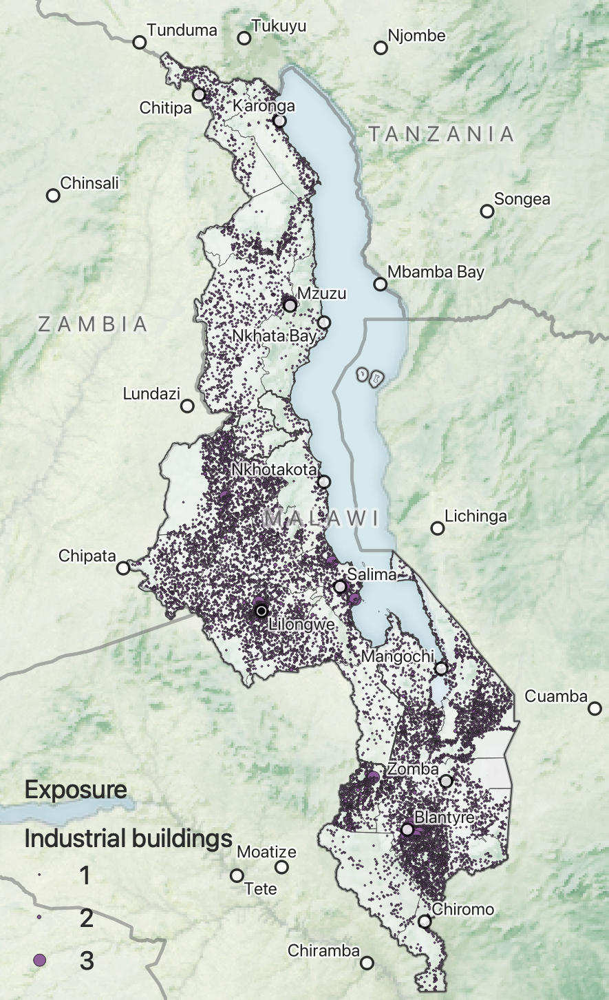 Tunduma
Tukuyu
Njombe
Chitipa
Karonga
TANZANIA
Chinsali
Songea
Mbamba Bay
Mzuzu
ZAMBIA
Nkhata Bay
Lundazi
Nkhotakota
MALAWI
Lichinga
Chipata
Salima
Lilongwe
Mangochi
Cuamba
Zomba
Exposure
Blantyre
Industrial buildings
Moatize
1
Tete
Chiromo
2
Chiramba
3